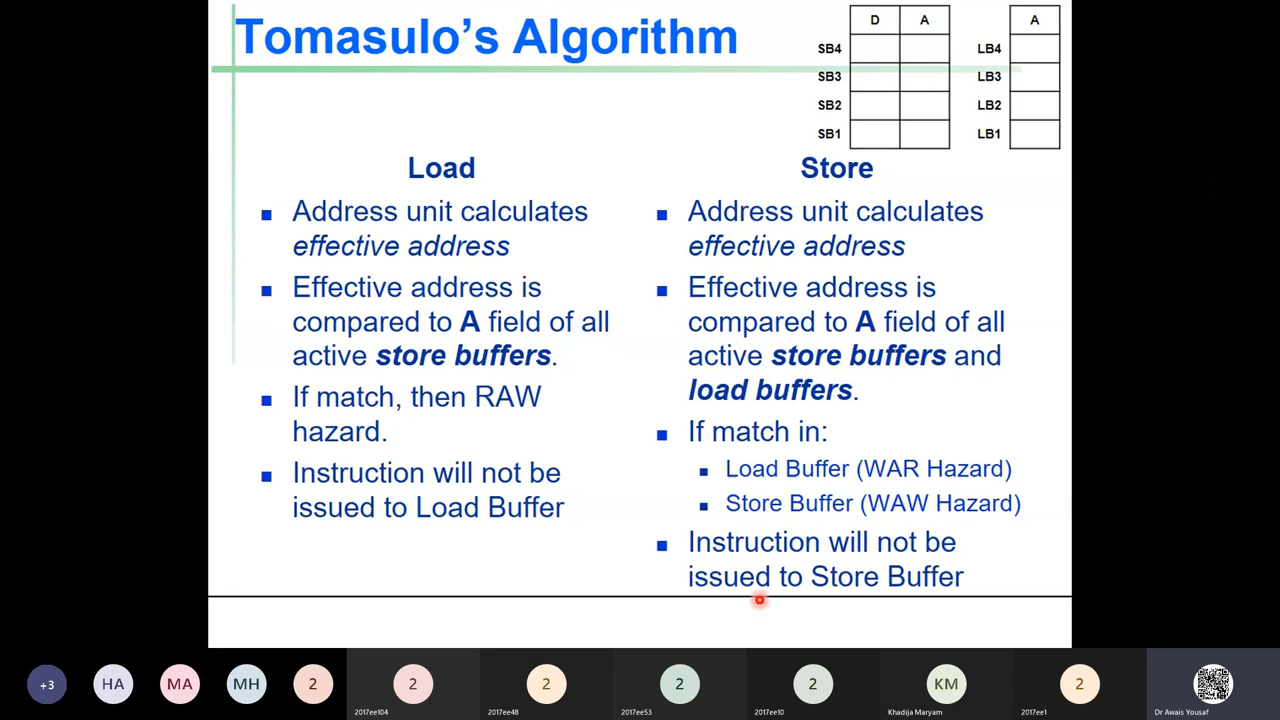 Tomasulo's Algorithm
D A
A
SB4
LB4
SB3
LB3
SB2
LB2
SB1
LB1
Load
Address unit calculates
effective address
Effective address is
compared to A field of all
active store buffers.
If match, then RAW
hazard.
Instruction will not be
issued to Load Buffer
Store
Address unit calculates
effective address
Effective address is
compared to A field of all
active store buffers and
load buffers.
If match in:
Load Buffer (WAR Hazard)
Store Buffer (WAW Hazard)
Instruction will not be
issued to Store Buffer
+3
HA
MA
MH
2
2
2017ee104
2
2017ee48
2
2017ee53
2
2017ee10
KM
Khadija Maryam
2
2017ee1
Dr Awais Yousaf